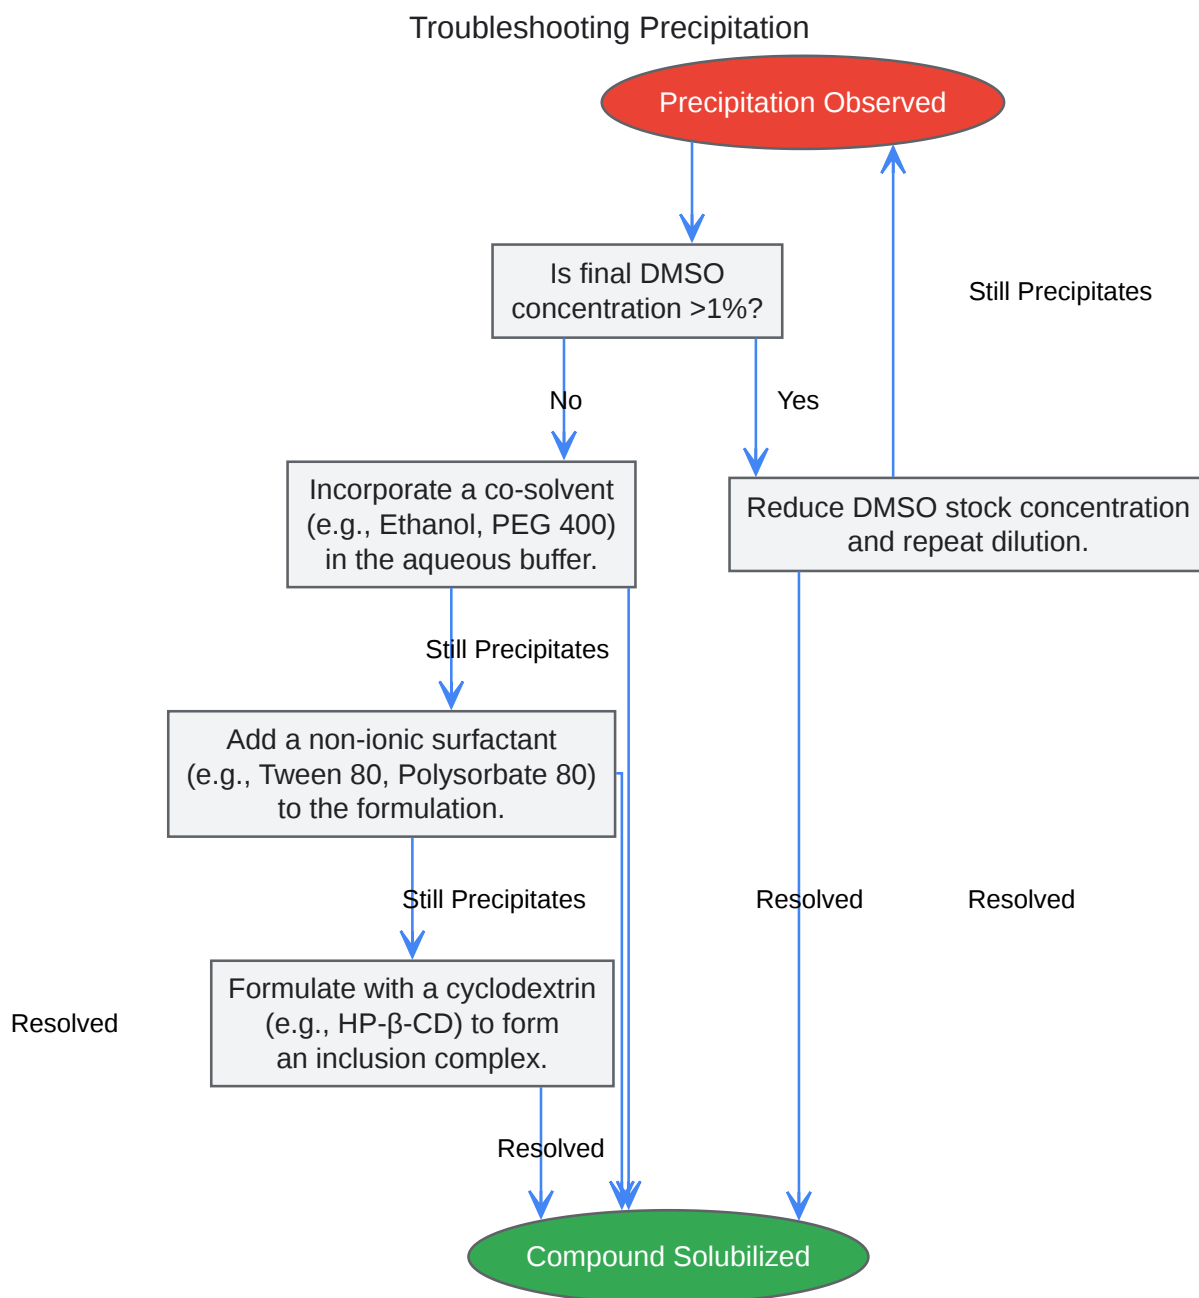 Troubleshooting Precipitation
Precipitation Observed
Is final DMSO
concentration >1%?
Still Precipitates
No
Yes
Incorporate a co-solvent
(e.g., Ethanol, PEG 400)
in the aqueous buffer.
Reduce DMSO stock concentration
and repeat dilution.
Still Precipitates
Add a non-ionic surfactant
(e.g., Tween 80, Polysorbate 80)
to the formulation.
Still Precipitates
Resolved
Resolved
Formulate with a cyclodextrin
(e.g., HP-β-CD) to form
an inclusion complex.
Resolved
Resolved
Compound Solubilized